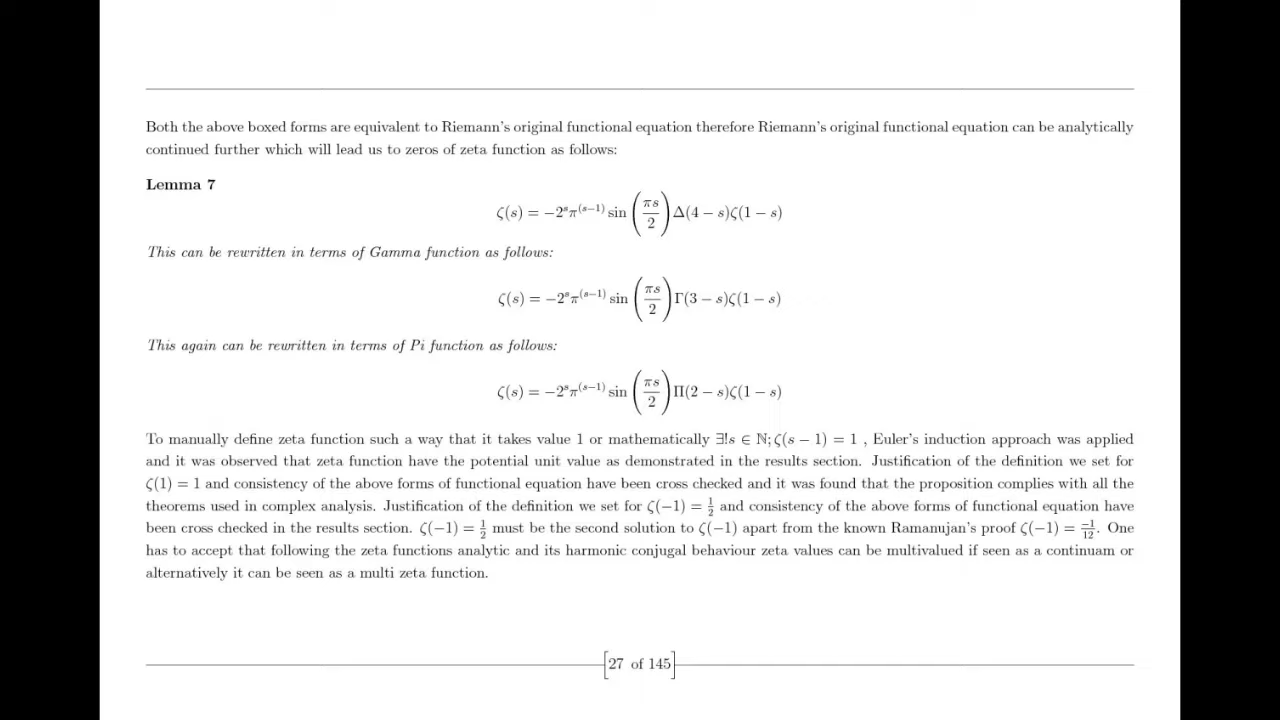 Both the above boxed forms are equivalent to Riemann's original functional equation therefore Riemann's original functional equation can be analytically
continued further which will lead us to zeros of zeta function as follows:
Lemma 7
ζ(s) = −2^s π^(s−1) sin(πs/2) Δ(4 − s)ζ(1 − s)
This can be rewritten in terms of Gamma function as follows:
ζ(s) = −2^s π^(s−1) sin(πs/2) Γ(3 − s)ζ(1 − s)
This again can be rewritten in terms of Pi function as follows:
ζ(s) = −2^s π^(s−1) sin(πs/2) Π(2 − s)ζ(1 − s)
To manually define zeta function such a way that it takes value 1 or mathematically ∃!s ∈ ℕ; ζ(s − 1) = 1 , Euler's induction approach was applied
and it was observed that zeta function have the potential unit value as demonstrated in the results section. Justification of the definition we set for
ζ(1) = 1 and consistency of the above forms of functional equation have been cross checked and it was found that the proposition complies with all the
theorems used in complex analysis. Justification of the definition we set for ζ(−1) = 1/2 and consistency of the above forms of functional equation have
been cross checked in the results section. ζ(−1) = 1/2 must be the second solution to ζ(−1) apart from the known Ramanujan's proof ζ(−1) = −1/12. One
has to accept that following the zeta functions analytic and its harmonic conjugal behaviour zeta values can be multivalued if seen as a continuam or
alternatively it can be seen as a multi zeta function.
[27 of 145]